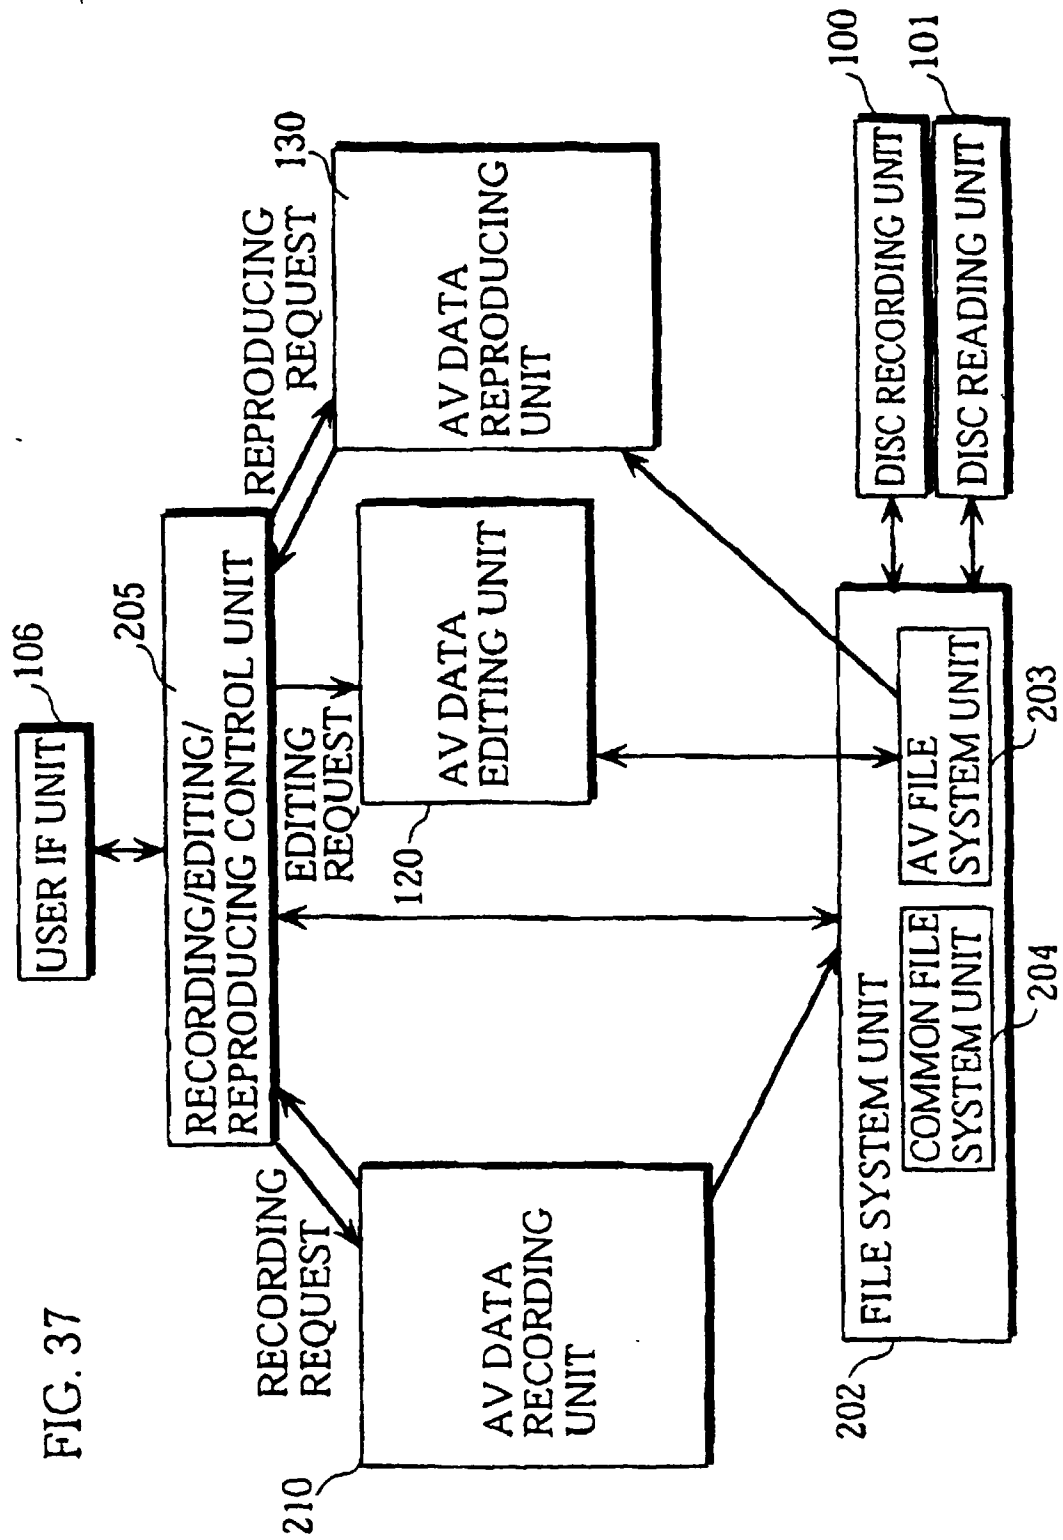 FIG. 37
USER IF UNIT
106
205
RECORDING/EDITING/
REPRODUCING CONTROL UNIT
RECORDING
REQUEST
EDITING
REQUEST
REPRODUCING
REQUEST
210
AV DATA
RECORDING
UNIT
120
AV DATA
EDITING UNIT
130
AV DATA
REPRODUCING
UNIT
202
FILE SYSTEM UNIT
COMMON FILE
SYSTEM UNIT
204
AV FILE
SYSTEM UNIT
203
DISC RECORDING UNIT
100
DISC READING UNIT
101